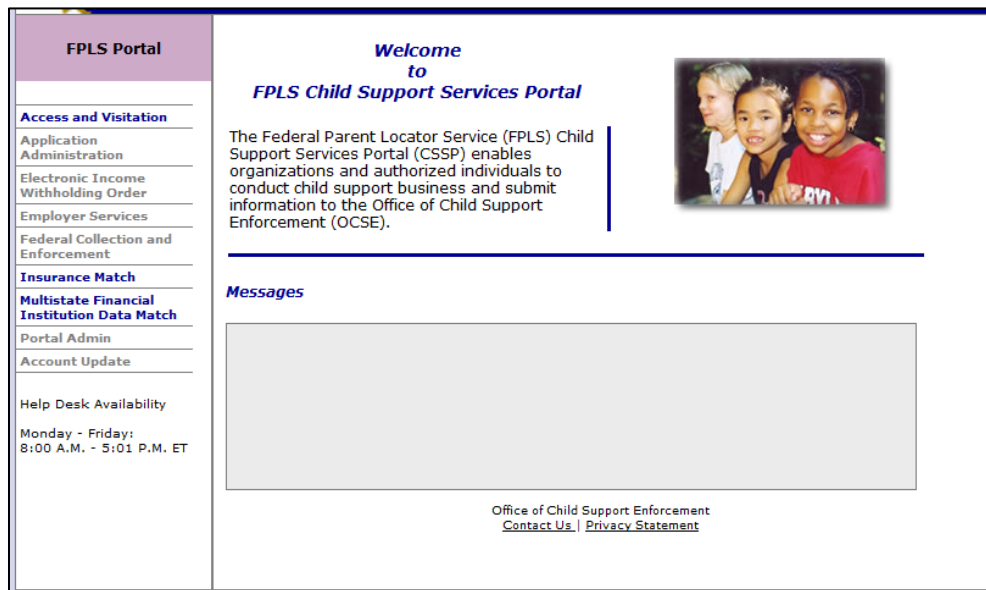 FPLS Portal
Access and Visitation
Application
Administration
Electronic Income
Withholding Order
Employer Services
Federal Collection and
Enforcement
Insurance Match
Multistate Financial
Institution Data Match
Portal Admin
Account Update
Help Desk Availability
Monday - Friday:
8:00 A.M. - 5:01 P.M. ET
Welcome
to
FPLS Child Support Services Portal
The Federal Parent Locator Service (FPLS) Child
Support Services Portal (CSSP) enables
organizations and authorized individuals to
conduct child support business and submit
information to the Office of Child Support
Enforcement (OCSE).
Messages
Office of Child Support Enforcement
Contact Us | Privacy Statement